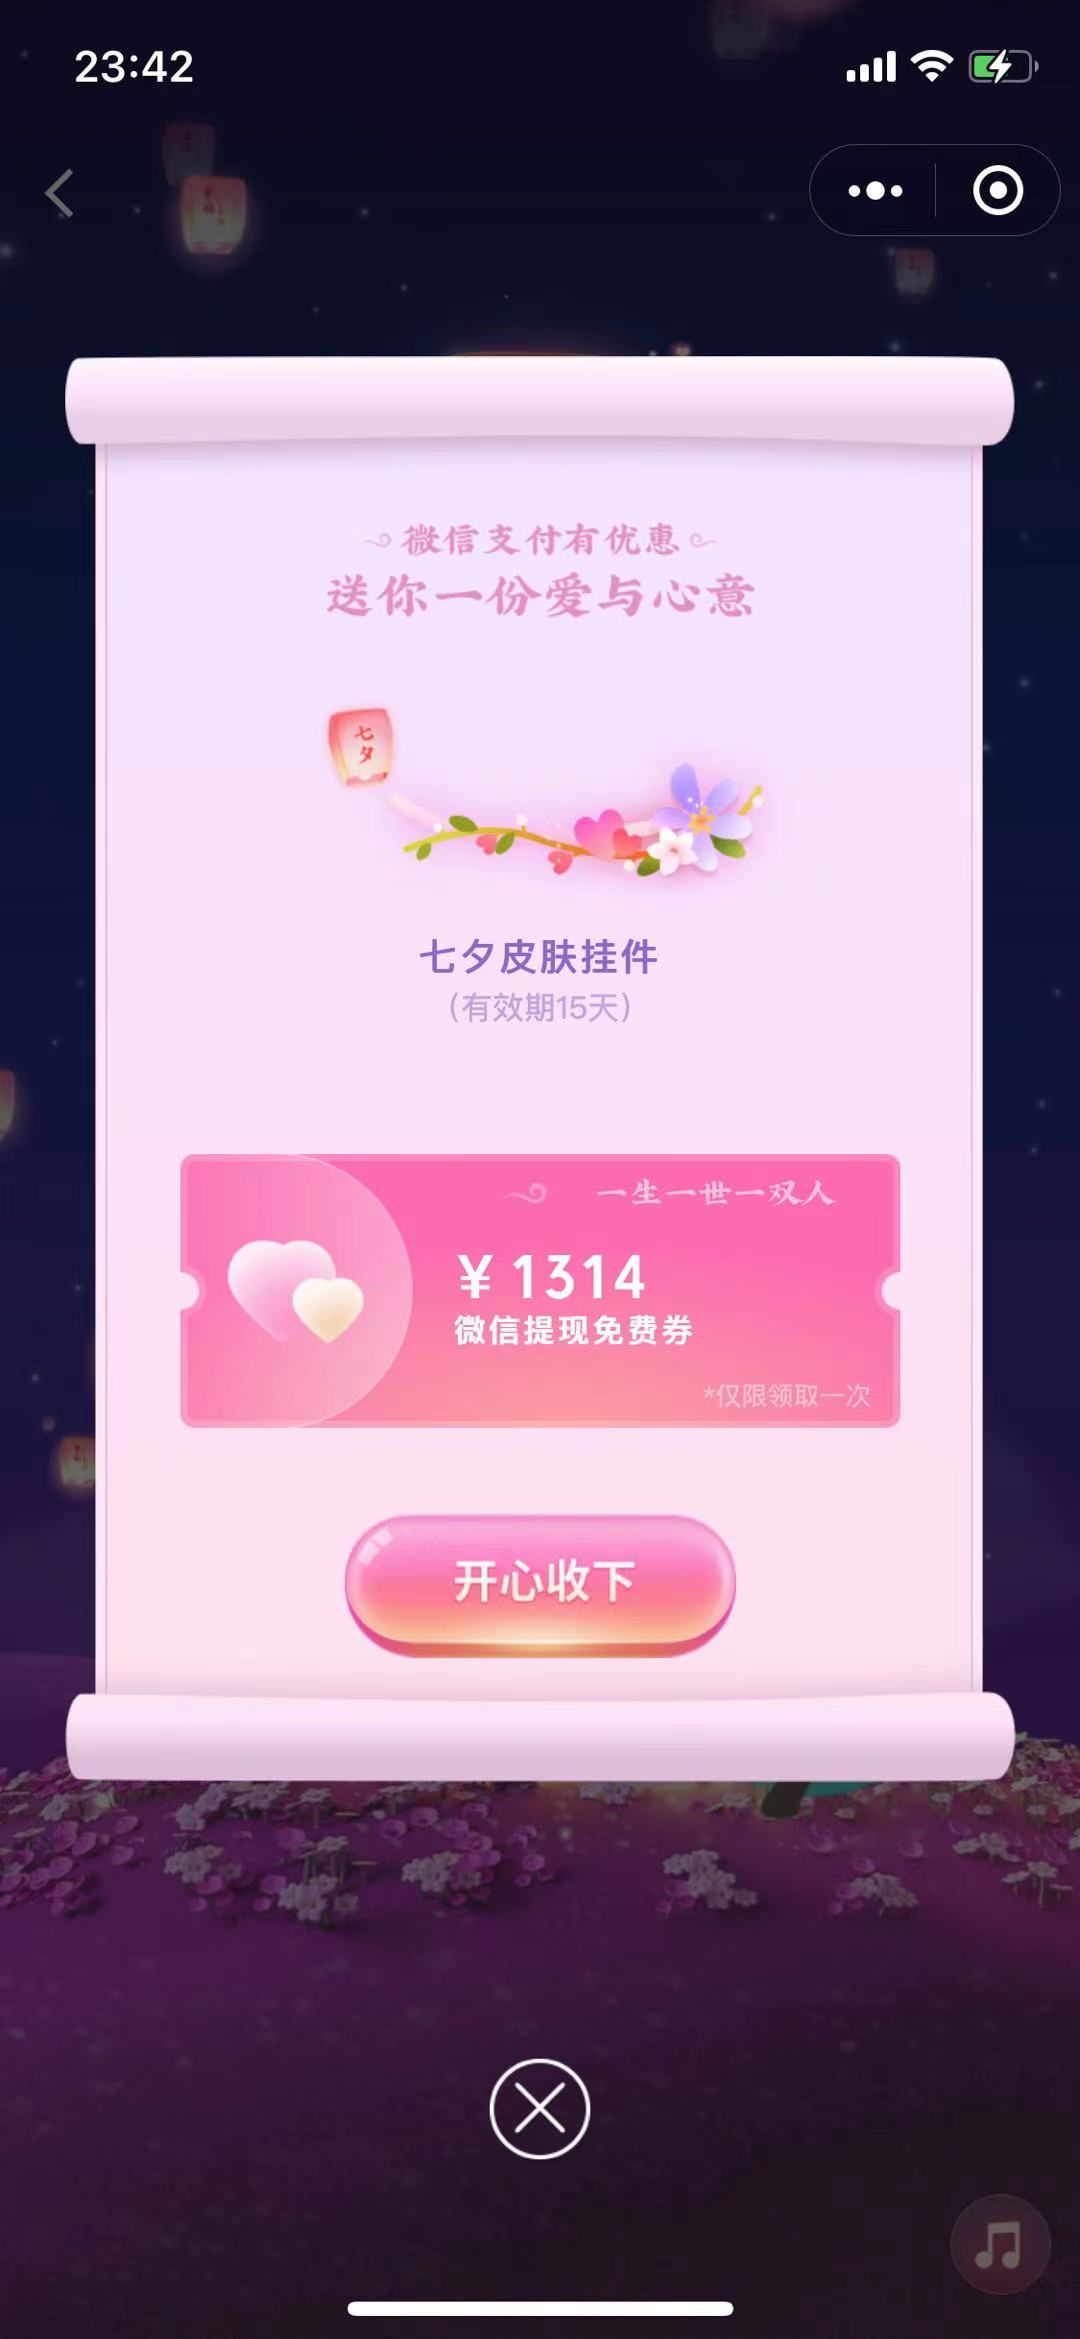 23:42
微信支付有优惠
送你一份爱与心意
七夕
七夕皮肤挂件
（有效期15天）
一生一世一双人
¥1314
微信提现免费券
*仅限领取一次
开心收下